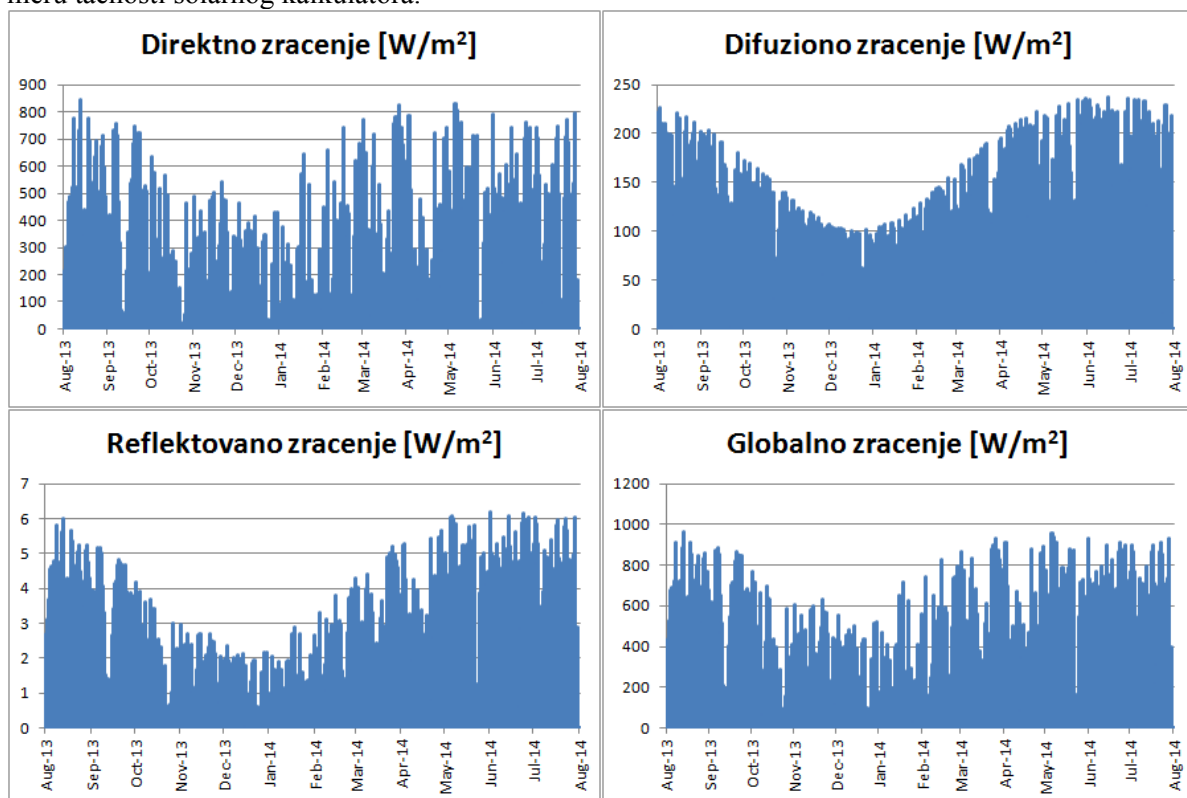 meru tačnosti solarnog kalkulatora.
Direktno zracenje [W/m²]
900
800
700
600
500
400
300
200
100
0
Aug-13
Sep-13
Oct-13
Nov-13
Dec-13
Jan-14
Feb-14
Mar-14
Apr-14
May-14
Jun-14
Jul-14
Aug-14
Difuziono zracenje [W/m²]
250
200
150
100
50
0
Aug-13
Sep-13
Oct-13
Nov-13
Dec-13
Jan-14
Feb-14
Mar-14
Apr-14
May-14
Jun-14
Jul-14
Aug-14
Reflektovano zracenje [W/m²]
7
6
5
4
3
2
1
0
Aug-13
Sep-13
Oct-13
Nov-13
Dec-13
Jan-14
Feb-14
Mar-14
Apr-14
May-14
Jun-14
Jul-14
Aug-14
Globalno zracenje [W/m²]
1200
1000
800
600
400
200
0
Aug-13
Sep-13
Oct-13
Nov-13
Dec-13
Jan-14
Feb-14
Mar-14
Apr-14
May-14
Jun-14
Jul-14
Aug-14